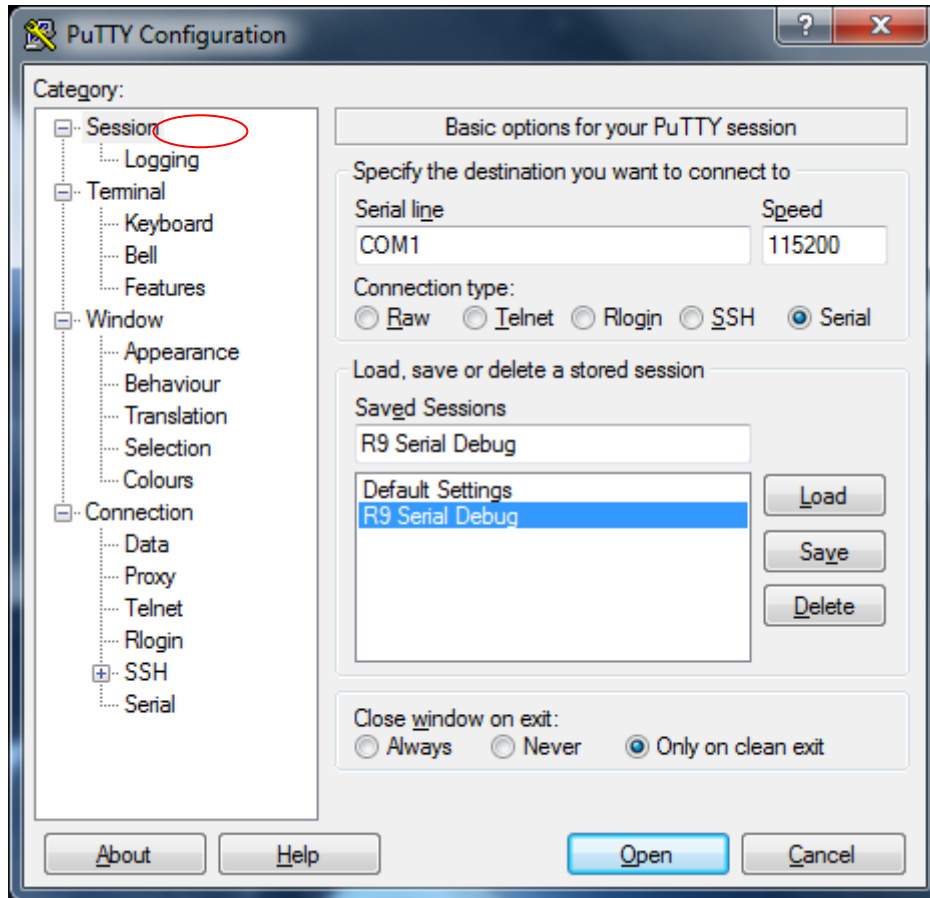 PuTTY Configuration
?
X
Category:
Session
Logging
Terminal
Keyboard
Bell
Features
Window
Appearance
Behaviour
Translation
Selection
Colours
Connection
Data
Proxy
Telnet
Rlogin
SSH
Serial
Basic options for your PuTTY session
Specify the destination you want to connect to
Serial line Speed
COM1 115200
Connection type:
Raw Telnet Rlogin SSH Serial
Load, save or delete a stored session
Saved Sessions
R9 Serial Debug
Default Settings
R9 Serial Debug
Load
Save
Delete
Close window on exit:
Always Never Only on clean exit
About Help Open Cancel